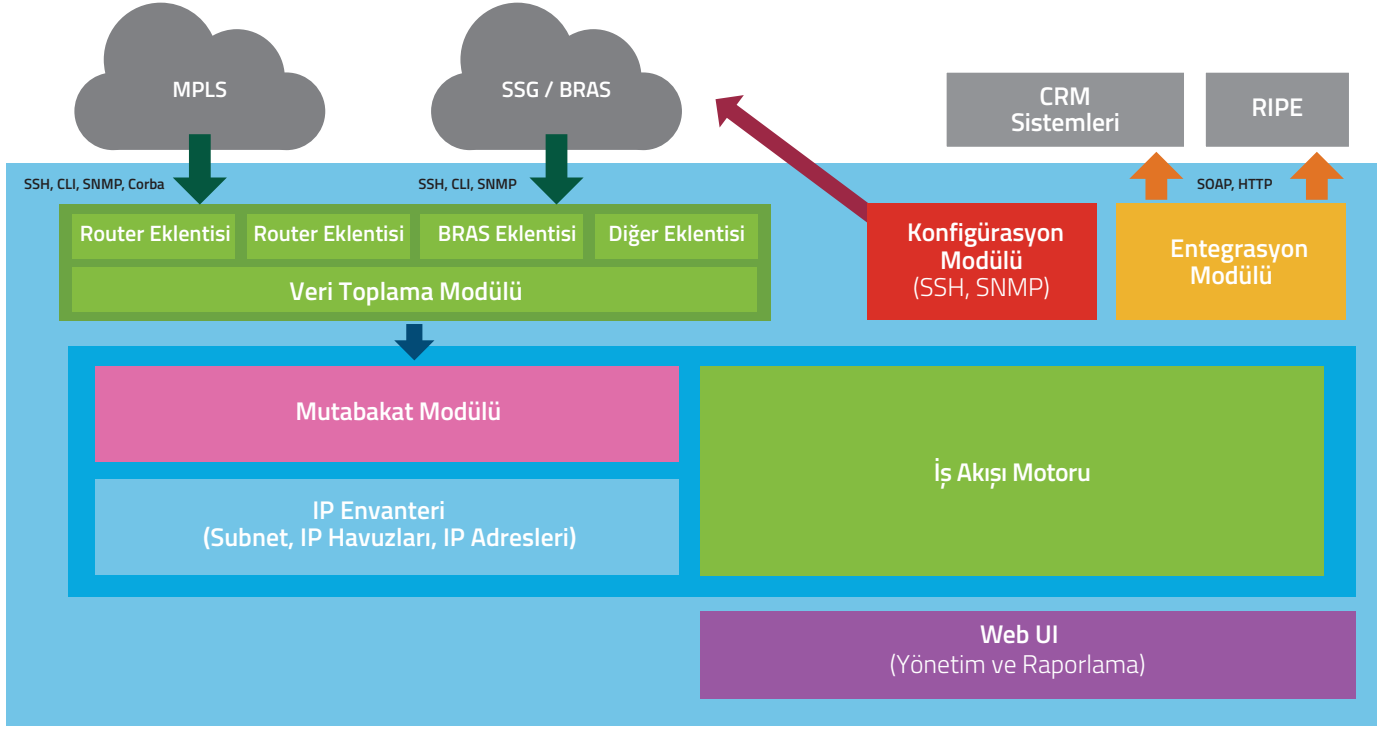 MPLS
SSG / BRAS
CRM
Sistemleri
RIPE
SSH, CLI, SNMP, Corba
SSH, CLI, SNMP
SOAP, HTTP
Router Eklentisi
Router Eklentisi
BRAS Eklentisi
Diğer Eklentisi
Veri Toplama Modülü
Konfigürasyon
Modülü
(SSH, SNMP)
Entegrasyon
Modülü
Mutabakat Modülü
IP Envanteri
(Subnet, IP Havuzları, IP Adresleri)
İş Akışı Motoru
Web UI
(Yönetim ve Raporlama)